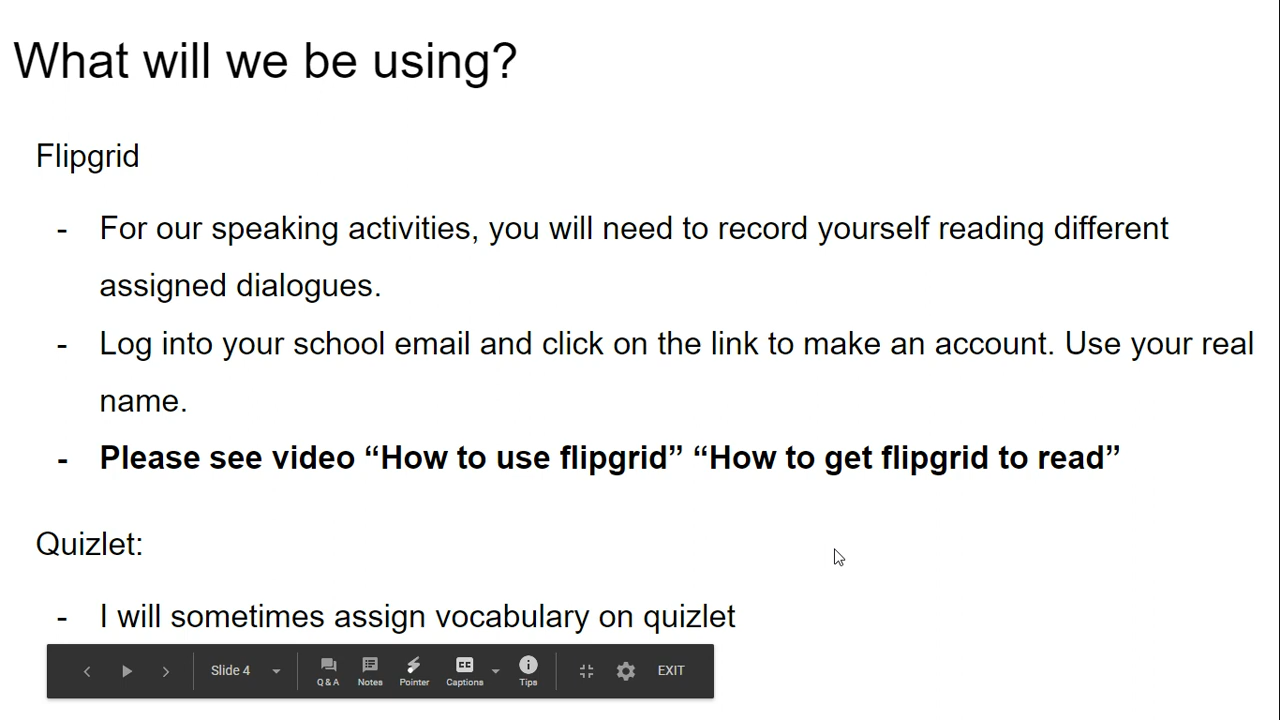 What will we be using?
Flipgrid
- For our speaking activities, you will need to record yourself reading different
assigned dialogues.
- Log into your school email and click on the link to make an account. Use your real
name.
- Please see video “How to use flipgrid” “How to get flipgrid to read”
Quizlet:
- I will sometimes assign vocabulary on quizlet
Slide 4 Q & A Notes Pointer CC Captions Tips EXIT